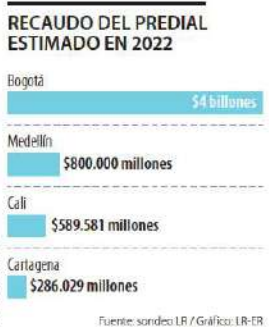 RECAUDO DEL PREDIAL
ESTIMADO EN 2022
Bogotá
$4 billones
Medellín
$800.000 millones
Cali
$589.581 millones
Cartagena
$286.029 millones
Fuente: sondeo LR / Gráfico: LR-ER